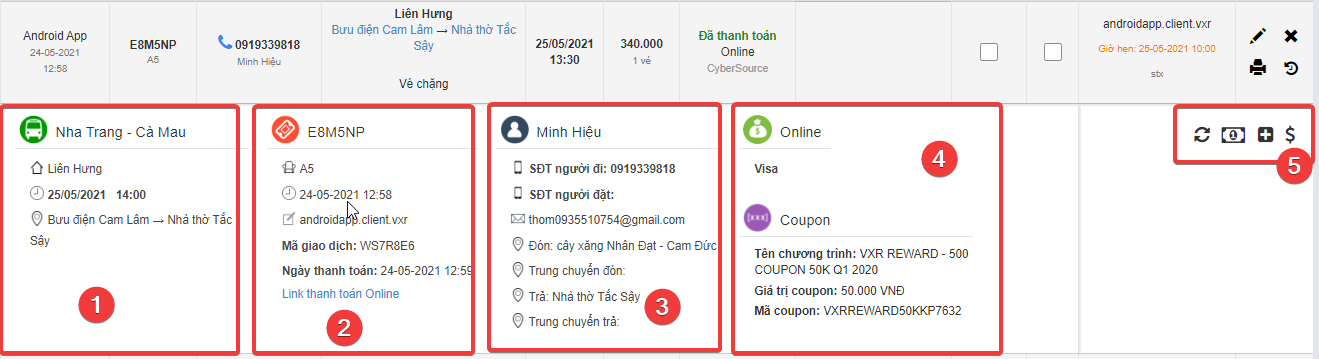 Android App
24-05-2021
12:58
E8M5NP
A5
0919339818
Minh Hiệu
Liên Hưng
Bưu điện Cam Lâm → Nhà thờ Tắc
Sậy
Vé chặng
25/05/2021
13:30
340.000
1 vé
Đã thanh toán
Online
CyberSource
androidapp.client.vxr
Giờ hẹn: 25-05-2021 10:00
stx
Nha Trang - Cà Mau
Liên Hưng
25/05/2021 14:00
Bưu điện Cam Lâm → Nhà thờ Tắc
Sậy
1
E8M5NP
A5
24-05-2021 12:58
androidapp.client.vxr
Mã giao dịch: WS7R8E6
Ngày thanh toán: 24-05-2021 12:59
Link thanh toán Online
2
Minh Hiệu
SĐT người đi: 0919339818
SĐT người đặt:
thom0935510754@gmail.com
Đón: cây xăng Nhân Đạt - Cam Đức
Trung chuyển đón:
Trả: Nhà thờ Tắc Sậy
Trung chuyển trả:
3
Online
Visa
Coupon
Tên chương trình: VXR REWARD - 500
COUPON 50K Q1 2020
Giá trị coupon: 50.000 VNĐ
Mã coupon: VXRREWARD50KKP7632
4
$
5